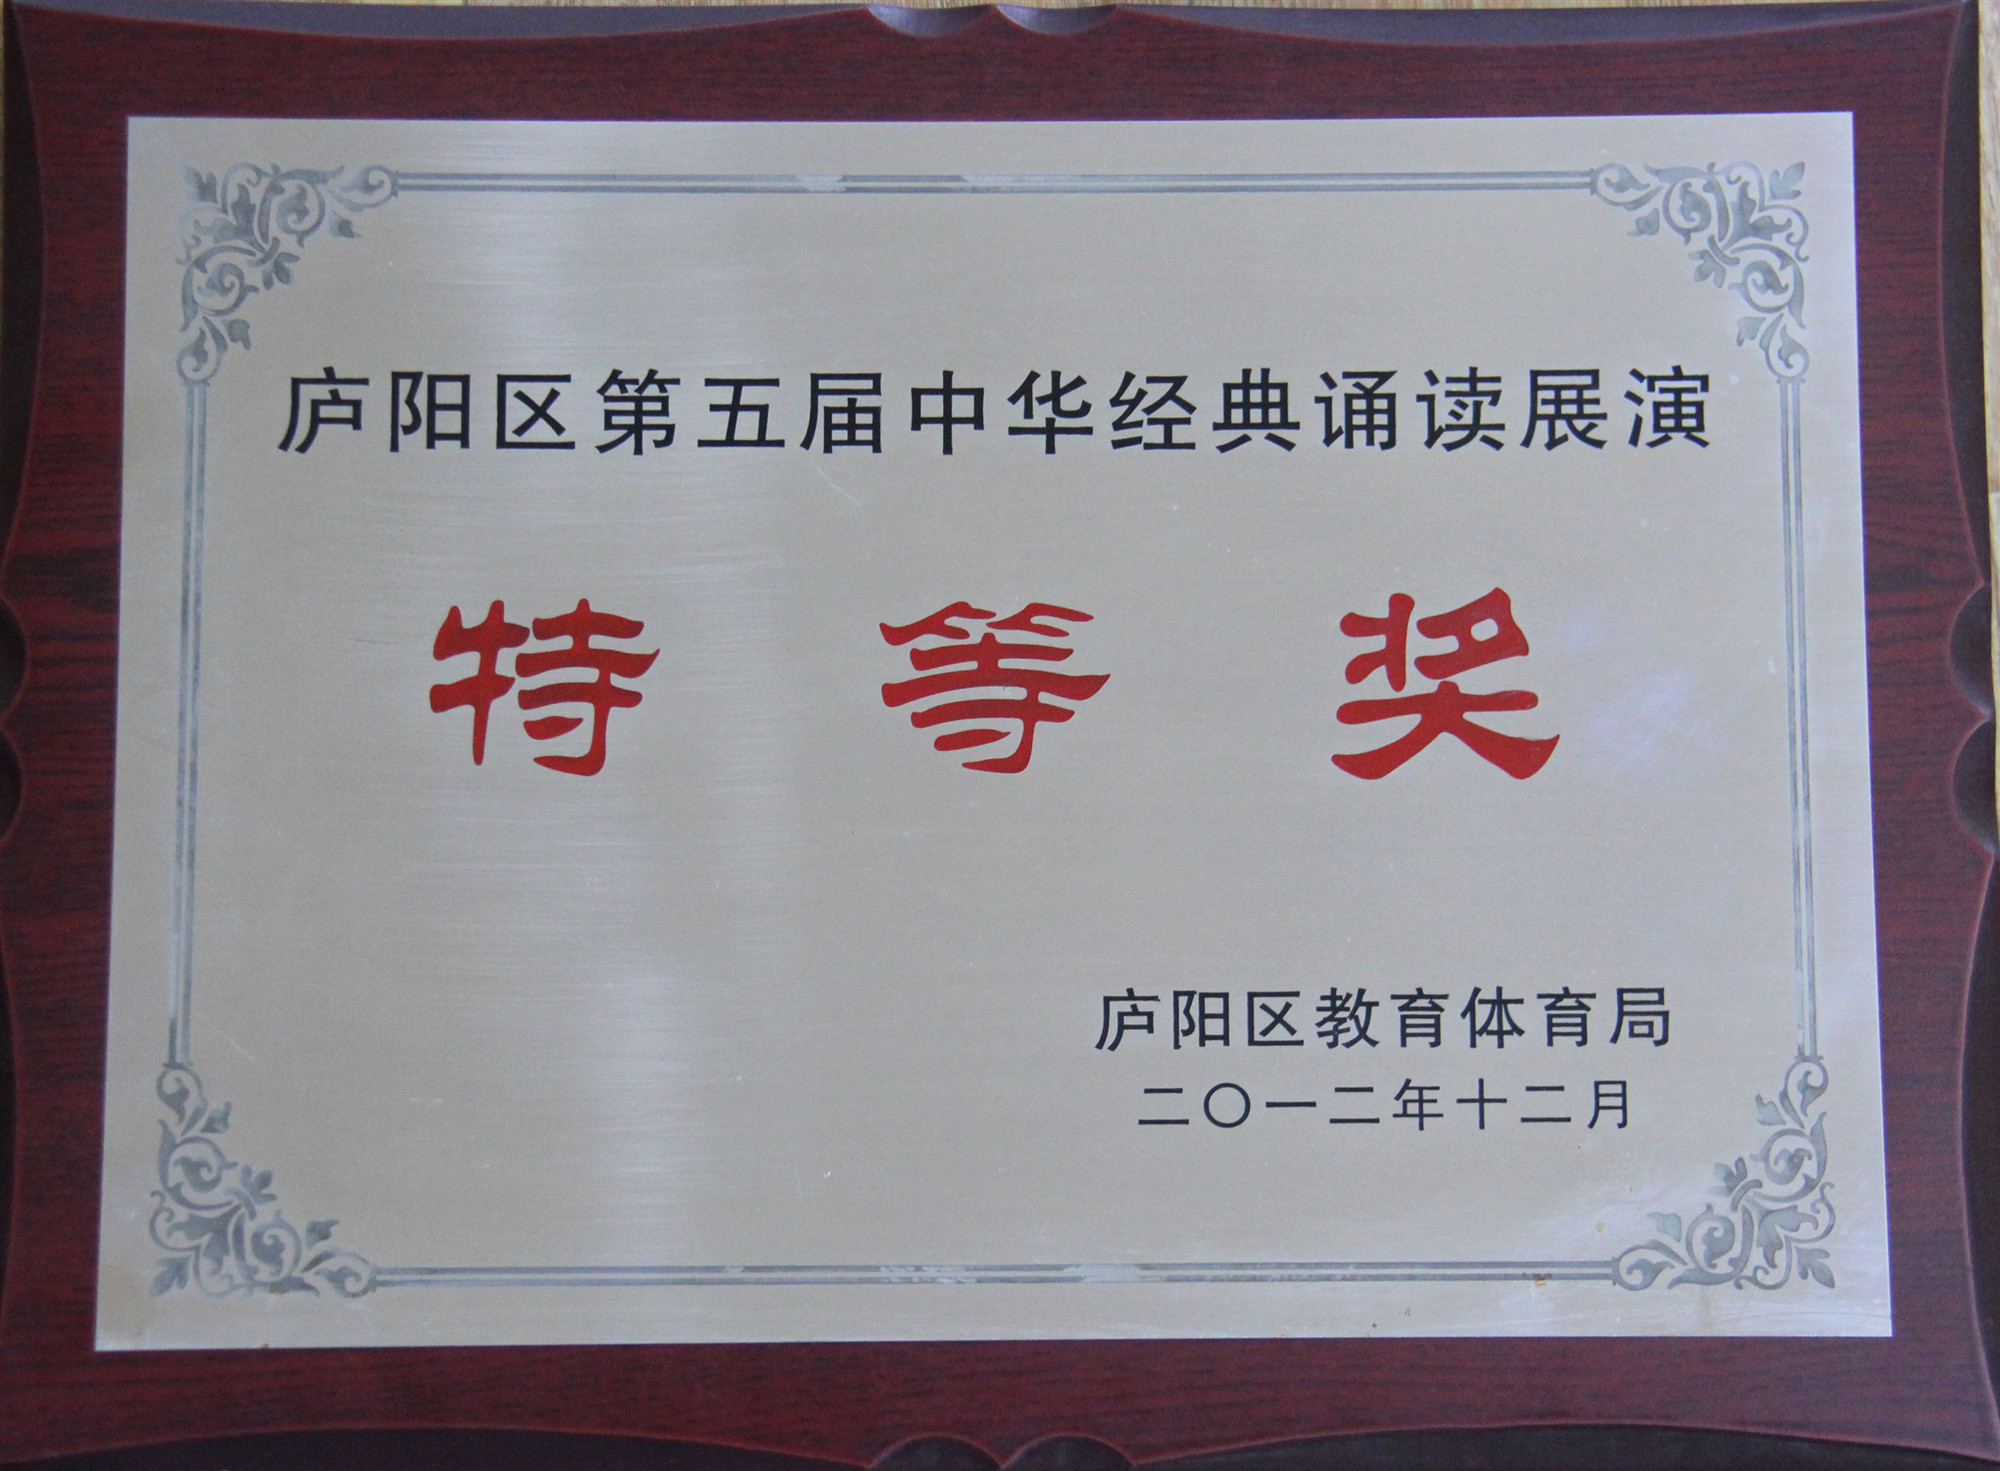 庐阳区第五届中华经典诵读展演
特等奖
庐阳区教育体育局
二〇一二年十二月